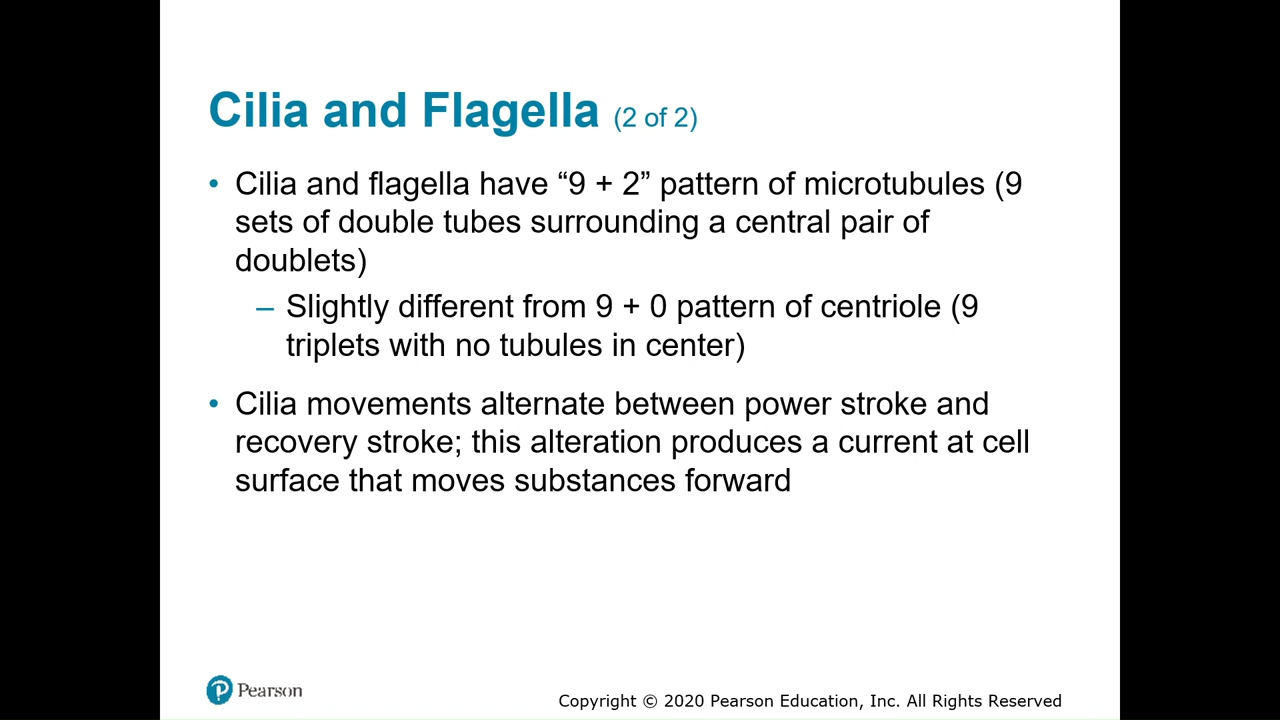 Cilia and Flagella (2 of 2)
• Cilia and flagella have “9 + 2” pattern of microtubules (9
sets of double tubes surrounding a central pair of
doublets)
– Slightly different from 9 + 0 pattern of centriole (9
triplets with no tubules in center)
• Cilia movements alternate between power stroke and
recovery stroke; this alteration produces a current at cell
surface that moves substances forward
P Pearson
Copyright © 2020 Pearson Education, Inc. All Rights Reserved